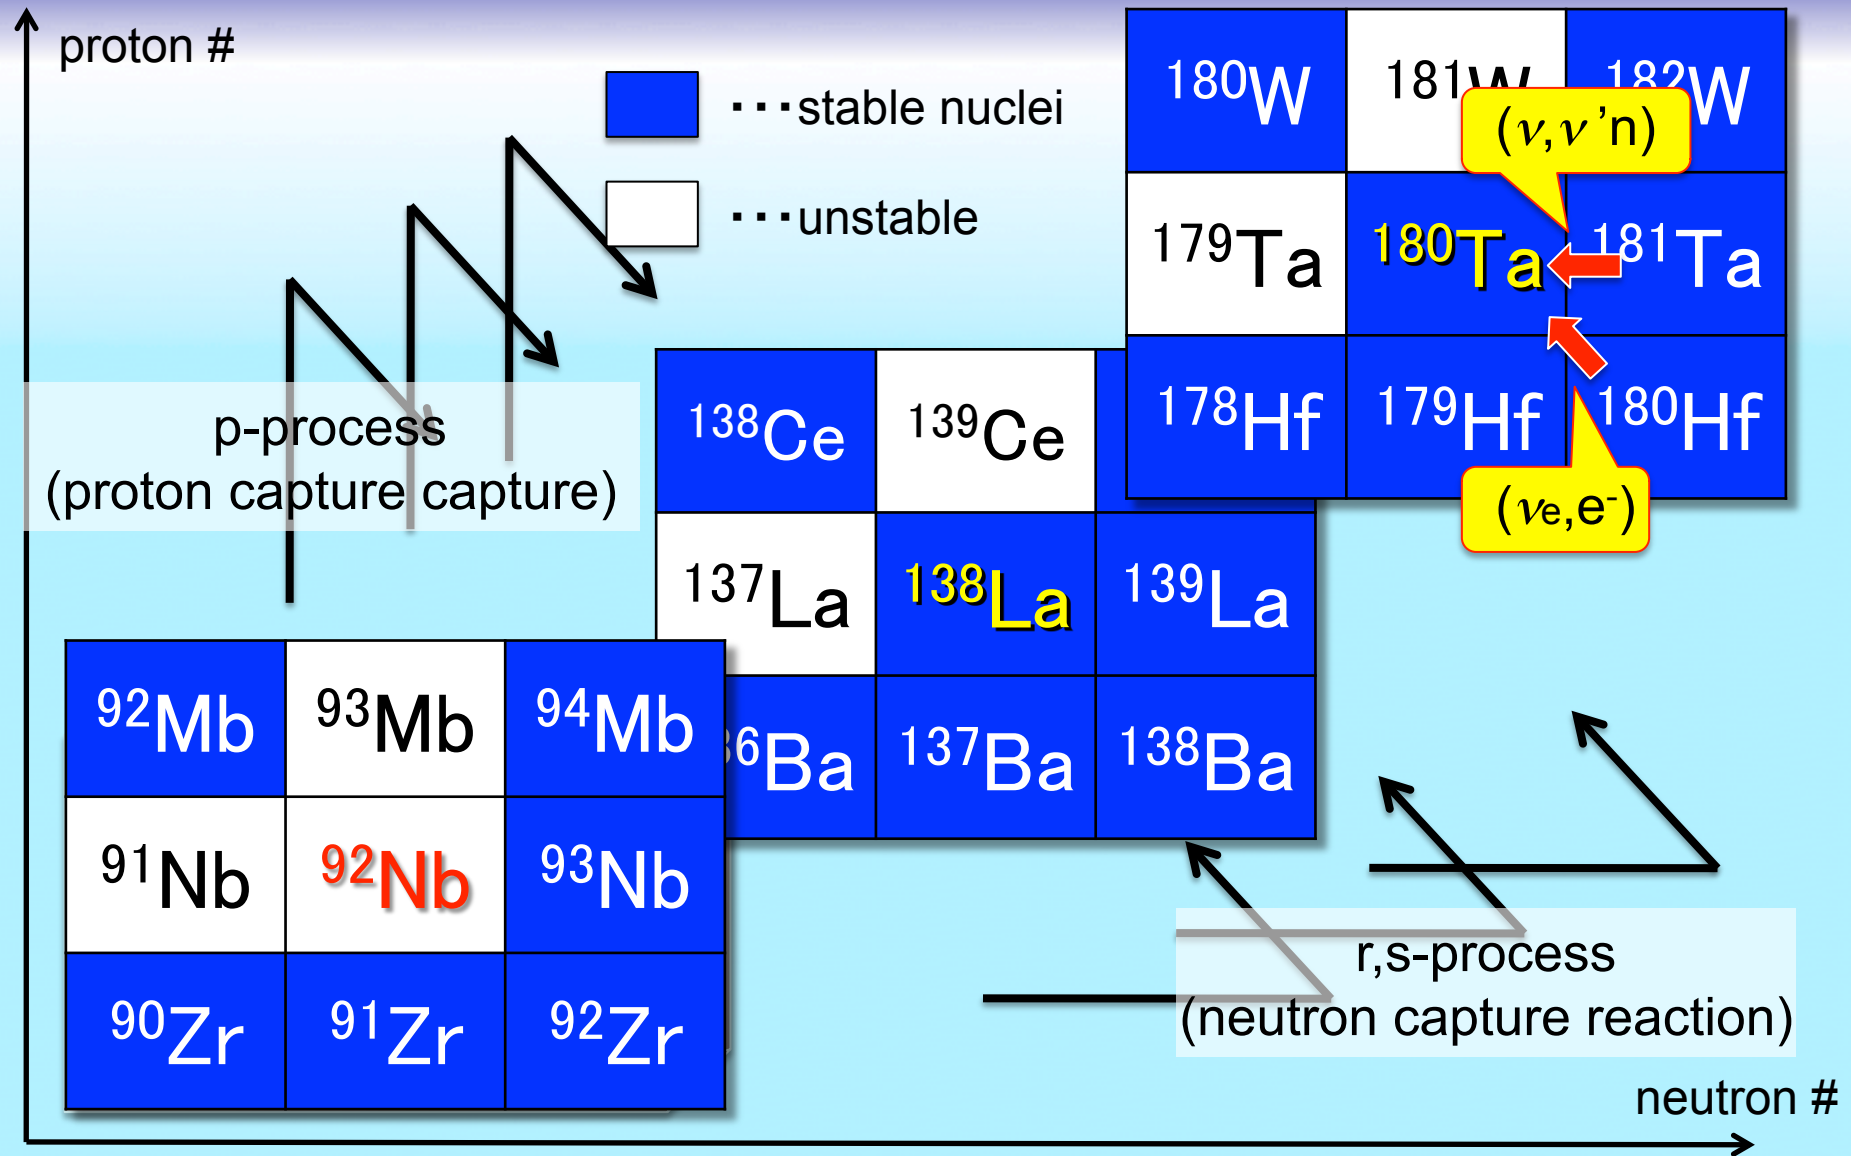 proton #
･･･stable nuclei
･･･unstable
p-process
(proton capture capture)
180W 181W 182W
(ν,ν’n)
179Ta 180Ta 181Ta
178Hf 179Hf 180Hf
(νe,e-)
138Ce 139Ce
137La 138La 139La
36Ba 137Ba 138Ba
92Mb 93Mb 94Mb
91Nb 92Nb 93Nb
90Zr 91Zr 92Zr
r,s-process
(neutron capture reaction)
neutron #